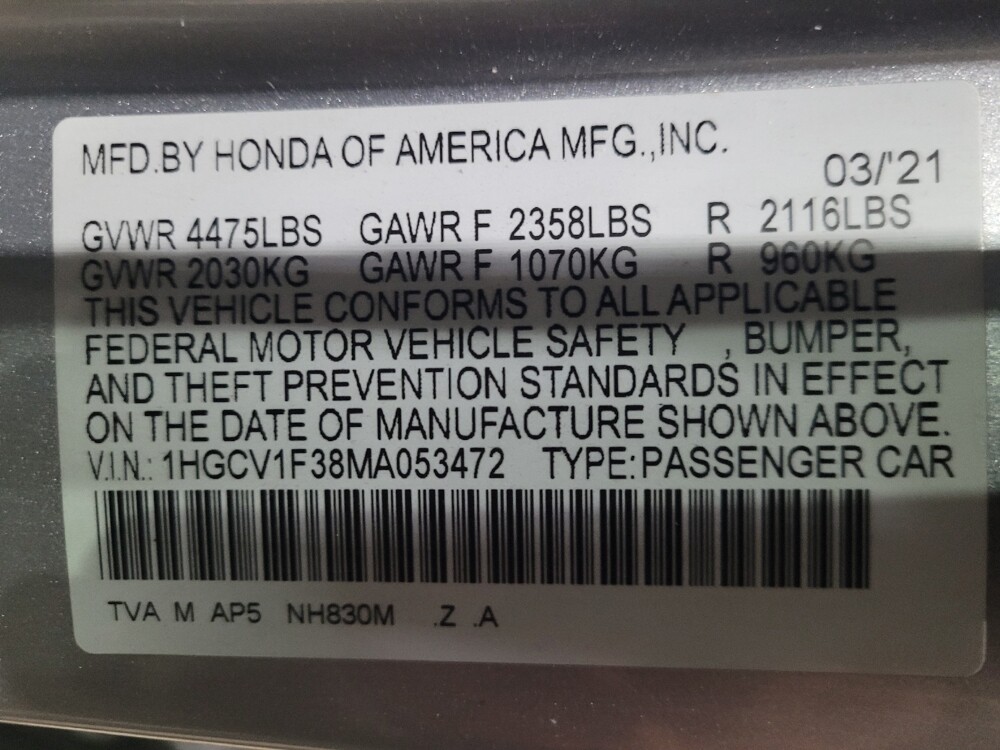 MFD.BY HONDA OF AMERICA MFG.,INC.
03/'21
GVWR 4475LBS GAWR F 2358LBS R 2116LBS
GVWR 2030KG GAWR F 1070KG R 960KG
THIS VEHICLE CONFORMS TO ALL APPLICABLE
FEDERAL MOTOR VEHICLE SAFETY , BUMPER,
AND THEFT PREVENTION STANDARDS IN EFFECT
ON THE DATE OF MANUFACTURE SHOWN ABOVE.
V.I.N.: 1HGCV1F38MA053472 TYPE:PASSENGER CAR
TVA M AP5 NH830M .Z .A